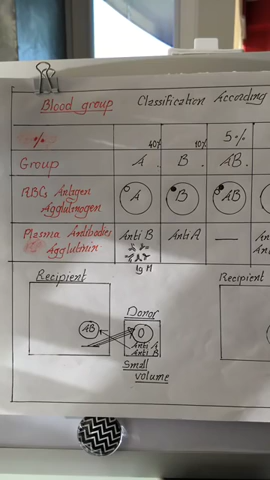 Blood group Classification According
% 40% 10% 5%
Group A B AB
RBC Antigen A B AB
Agglutinogen
Plasma Antibodies Anti B Anti A —
Agglutinin
Ig M
Recipient Donor Recipient
AB O
Anti A
Anti B
Small
volume